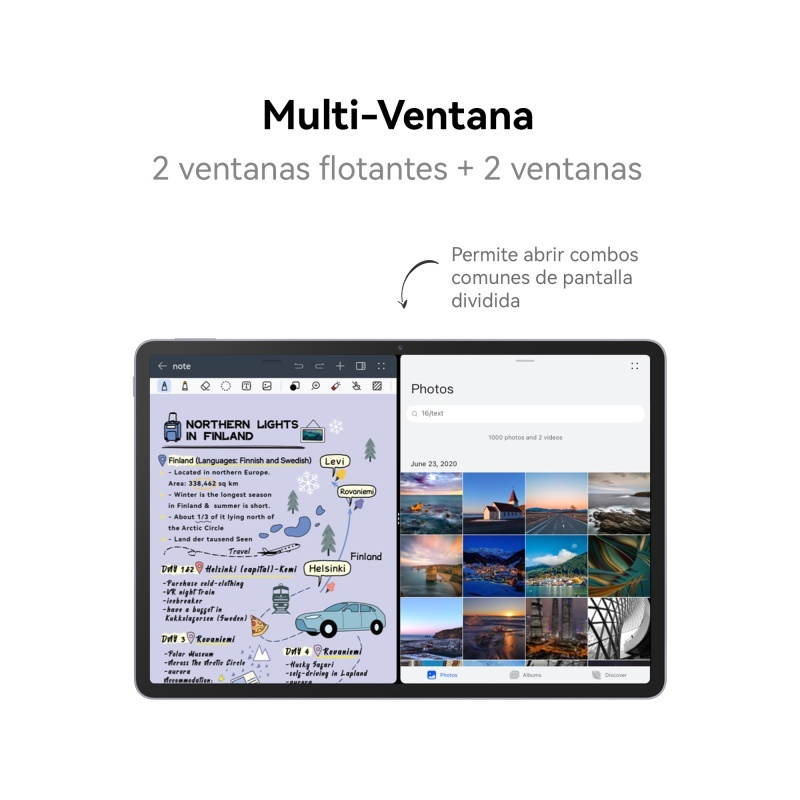 Multi-Ventana
2 ventanas flotantes + 2 ventanas
Permite abrir combos
comunes de pantalla
dividida
note
NORTHERN LIGHTS
IN FINLAND
Finland (Languages: Finnish and Swedish)
- Located in northern Europe.
Area: 338,462 sq km
- Winter is the longest season
in Finland & summer is short.
- About 1/3 of it lying north of
the Arctic Circle
- Land der tausend Seen
Travel
Levi
Rovaniemi
Finland
Helsinki
DAY 1&2 Helsinki (capital)-Kemi
-Purchase cold-clothing
-VR night train
-icebreaker
-have a buffet in
Kukkolaforsen (Sweden)
DAY 3 Rovaniemi
-Polar Museum
-Across the Arctic Circle
-aurora
Accommodation:
DAY 4 Rovaniemi
-Husky Safari
-self-driving in Lapland
-aurora
Photos
16/text
1000 photos and 2 videos
June 23, 2020
Photos
Albums
Discover